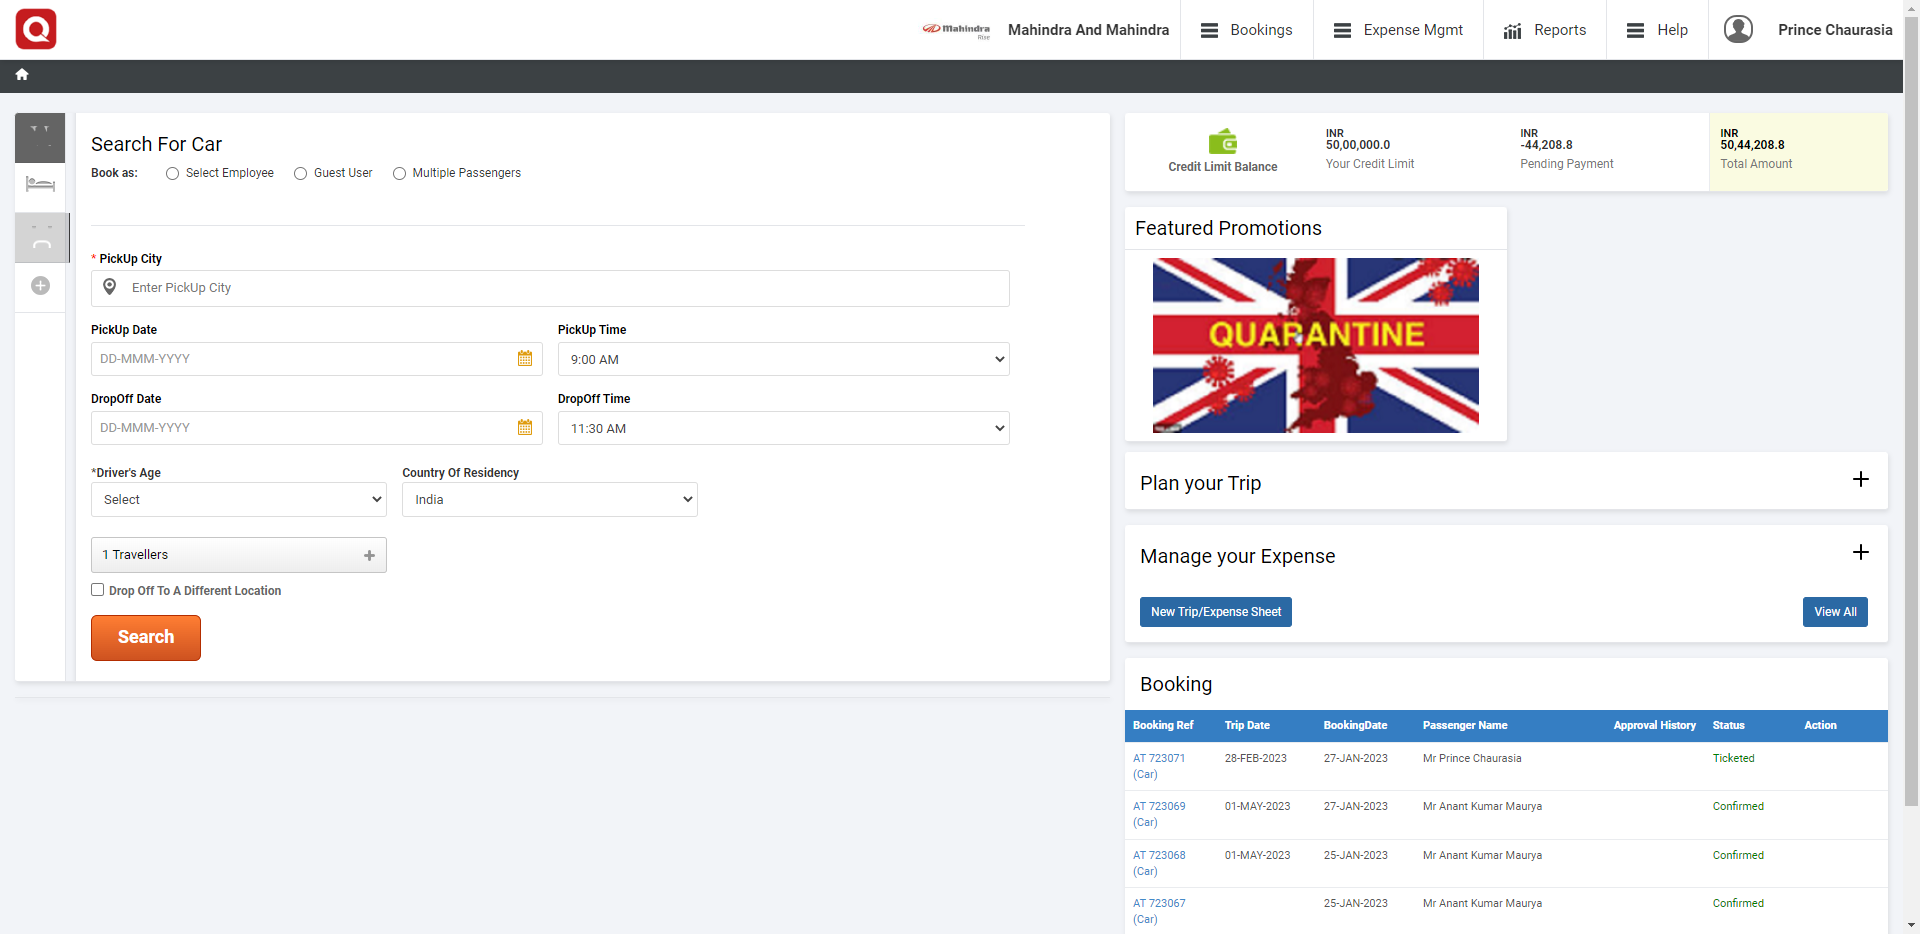 Q
Mahindra
Rise
Mahindra And Mahindra
Bookings
Expense Mgmt
Reports
Help
Prince Chaurasia
Search For Car
Book as:
Select Employee
Guest User
Multiple Passengers
* PickUp City
Enter PickUp City
PickUp Date
PickUp Time
DD-MMM-YYYY
9:00 AM
DropOff Date
DropOff Time
DD-MMM-YYYY
11:30 AM
*Driver's Age
Country Of Residency
Select
India
1 Travellers
Drop Off To A Different Location
Search
Credit Limit Balance
INR
50,00,000.0
Your Credit Limit
INR
-44,208.8
Pending Payment
INR
50,44,208.8
Total Amount
Featured Promotions
QUARANTINE
Plan your Trip
Manage your Expense
New Trip/Expense Sheet
View All
Booking
Booking Ref Trip Date BookingDate Passenger Name Approval History Status Action
AT 723071 28-FEB-2023 27-JAN-2023 Mr Prince Chaurasia Ticketed
(Car)
AT 723069 01-MAY-2023 27-JAN-2023 Mr Anant Kumar Maurya Confirmed
(Car)
AT 723068 01-MAY-2023 25-JAN-2023 Mr Anant Kumar Maurya Confirmed
(Car)
AT 723067 25-JAN-2023 Mr Anant Kumar Maurya Confirmed
(Car)